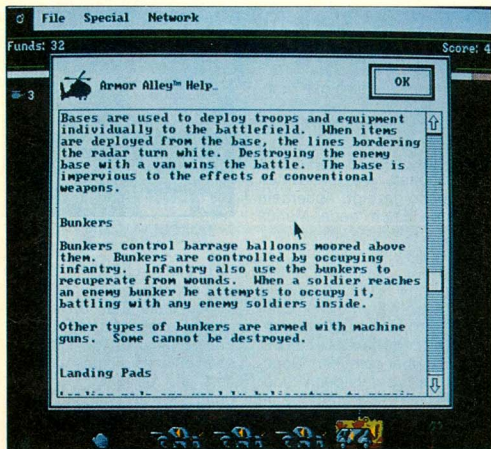 File Special Network
Funds: 32
Score: 4
3
Armor Alley™ Help…
OK
Bases are used to deploy troops and equipment
individually to the battlefield. When items
are deployed from the base, the lines bordering
the radar turn white. Destroying the enemy
base with a van wins the battle. The base is
impervious to the effects of conventional
weapons.
Bunkers
Bunkers control barrage balloons moored above
them. Bunkers are controlled by occupying
infantry. Infantry also use the bunkers to
recuperate from wounds. When a soldier reaches
an enemy bunker he attempts to occupy it,
battling with any enemy soldiers inside.
Other types of bunkers are armed with machine
guns. Some cannot be destroyed.
Landing Pads